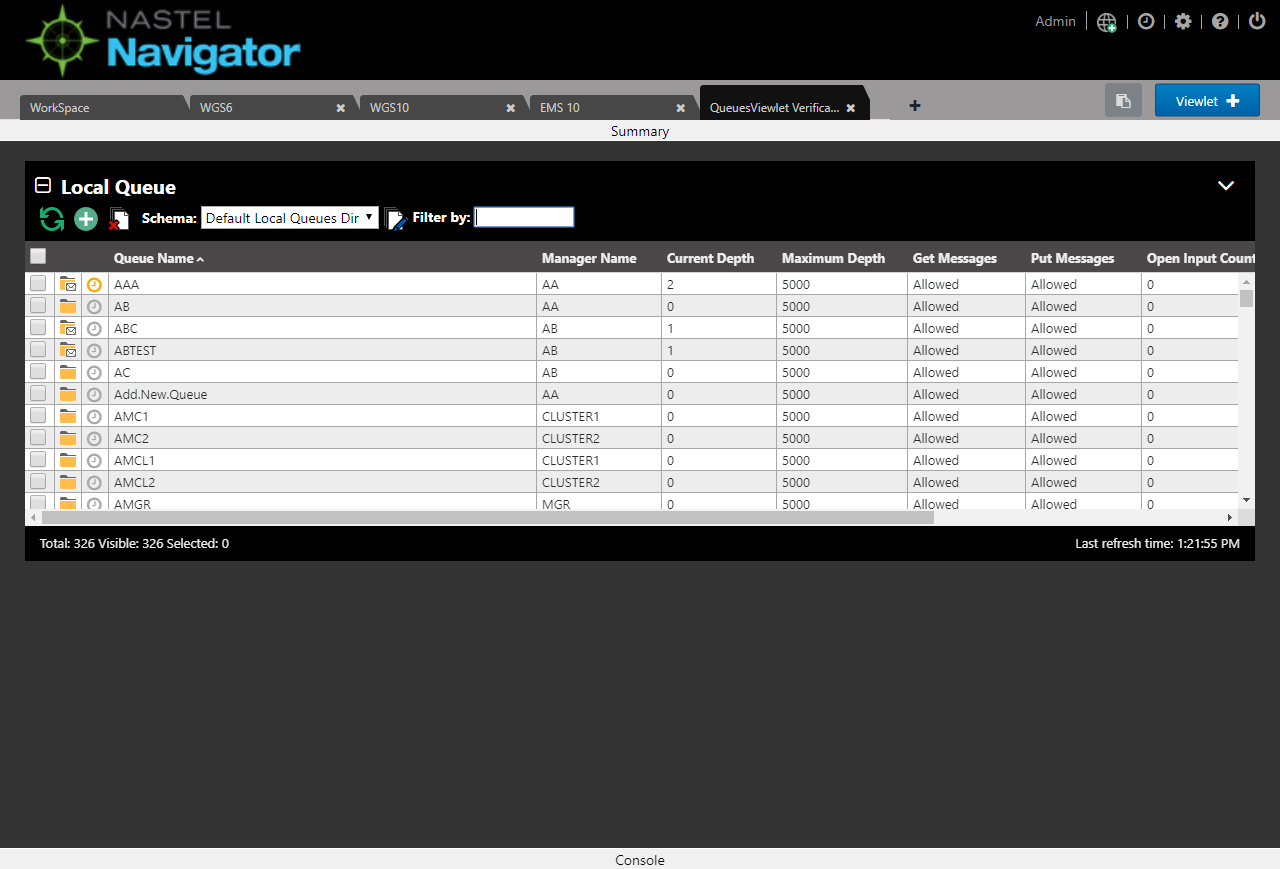 NASTEL
Navigator
Admin
WorkSpace WGS6 WGS10 EMS 10 QueuesViewlet Verifica... Viewlet
Summary
Local Queue
Schema: Default Local Queues Dir Filter by:
Queue Name Manager Name Current Depth Maximum Depth Get Messages Put Messages Open Input Count
AAA AA 2 5000 Allowed Allowed 0
AB AA 0 5000 Allowed Allowed 0
ABC AB 1 5000 Allowed Allowed 0
ABTEST AB 1 5000 Allowed Allowed 0
AC AB 0 5000 Allowed Allowed 0
Add.New.Queue AA 0 5000 Allowed Allowed 0
AMC1 CLUSTER1 0 5000 Allowed Allowed 0
AMC2 CLUSTER2 0 5000 Allowed Allowed 0
AMCL1 CLUSTER1 0 5000 Allowed Allowed 0
AMCL2 CLUSTER2 0 5000 Allowed Allowed 0
AMGR MGR 0 5000 Allowed Allowed 0
Total: 326 Visible: 326 Selected: 0 Last refresh time: 1:21:55 PM
Console